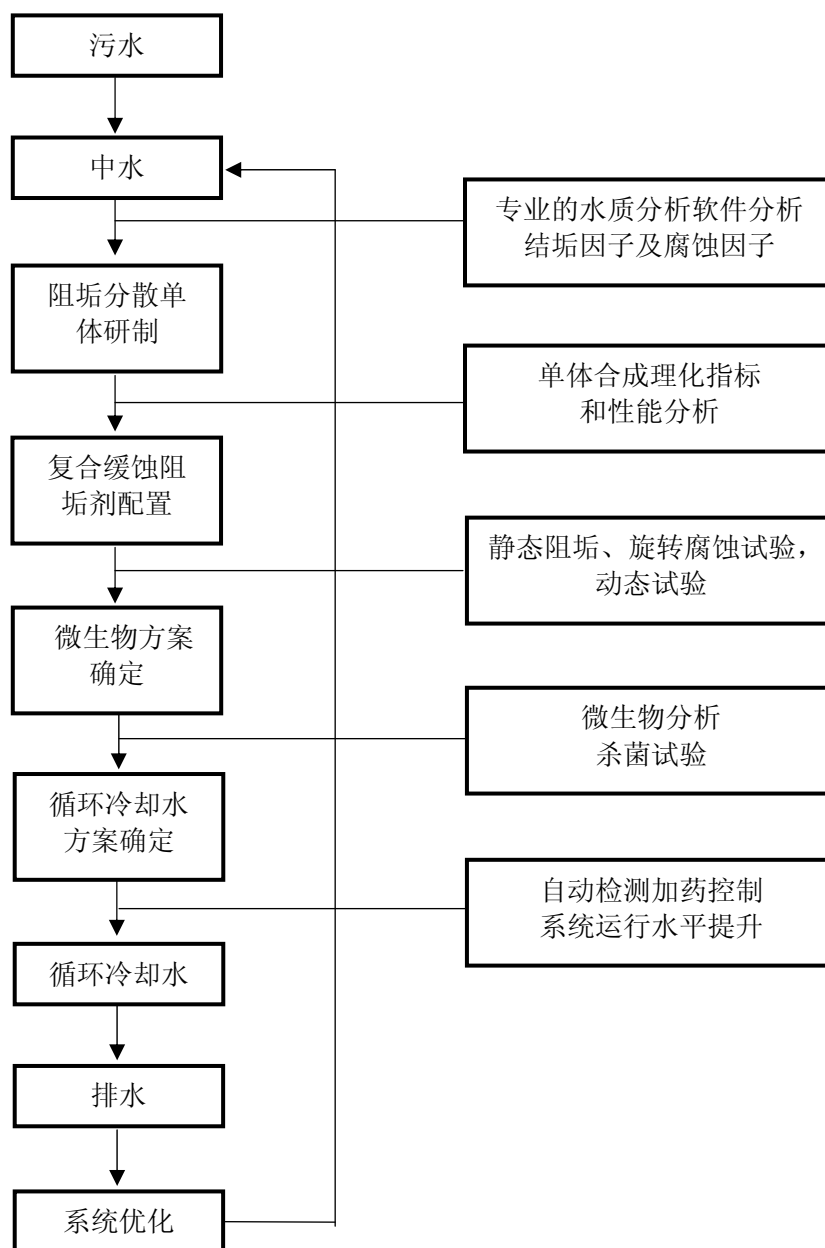 污水
中水
专业的水质分析软件分析
结垢因子及腐蚀因子
阻垢分散单
体研制
单体合成理化指标
和性能分析
复合缓蚀阻
垢剂配置
静态阻垢、旋转腐蚀试验，
动态试验
微生物方案
确定
微生物分析
杀菌试验
循环冷却水
方案确定
自动检测加药控制
系统运行水平提升
循环冷却水
排水
系统优化